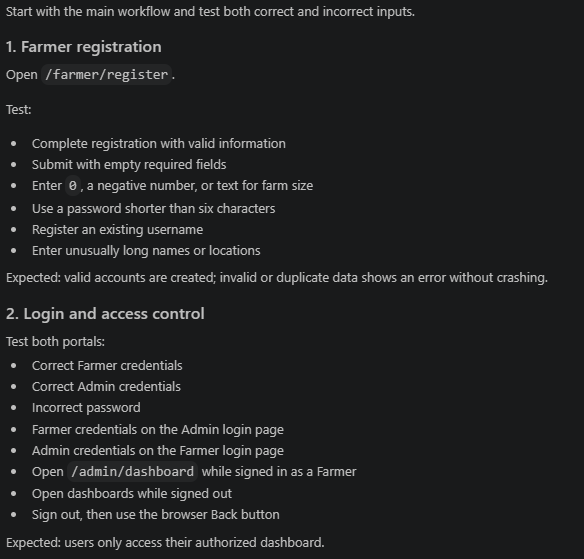 Start with the main workflow and test both correct and incorrect inputs.
1. Farmer registration
Open /farmer/register.
Test:
• Complete registration with valid information
• Submit with empty required fields
• Enter 0, a negative number, or text for farm size
• Use a password shorter than six characters
• Register an existing username
• Enter unusually long names or locations
Expected: valid accounts are created; invalid or duplicate data shows an error without crashing.
2. Login and access control
Test both portals:
• Correct Farmer credentials
• Correct Admin credentials
• Incorrect password
• Farmer credentials on the Admin login page
• Admin credentials on the Farmer login page
• Open /admin/dashboard while signed in as a Farmer
• Open dashboards while signed out
• Sign out, then use the browser Back button
Expected: users only access their authorized dashboard.